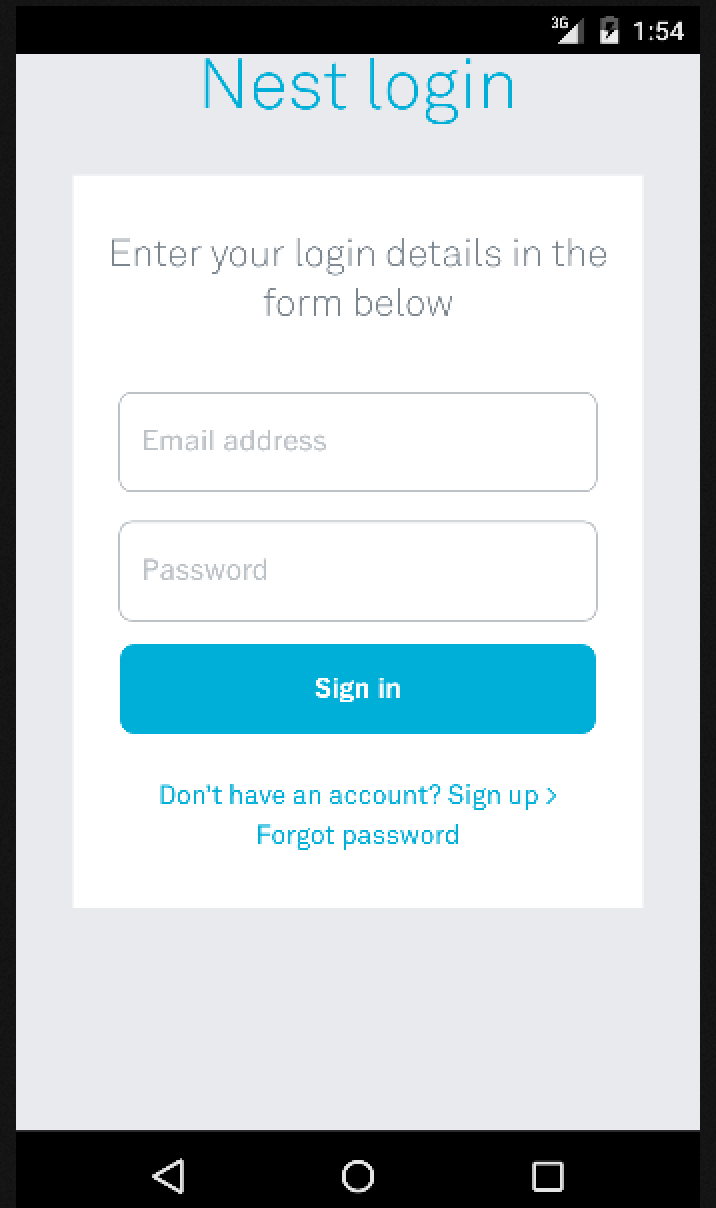 3G 1:54
Nest login
Enter your login details in the
form below
Email address
Password
Sign in
Don't have an account? Sign up >
Forgot password